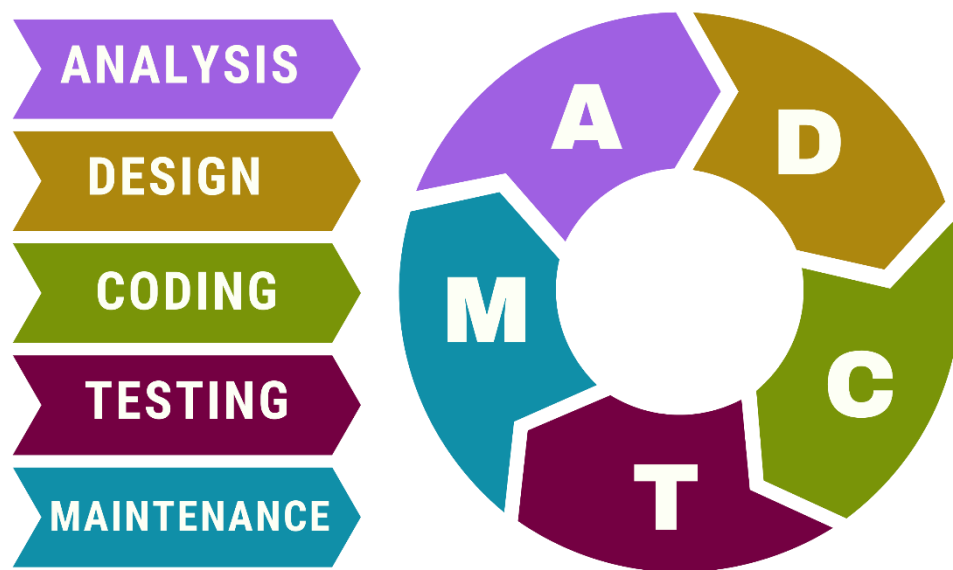 ANALYSIS
DESIGN
CODING
TESTING
MAINTENANCE
A
D
C
T
M